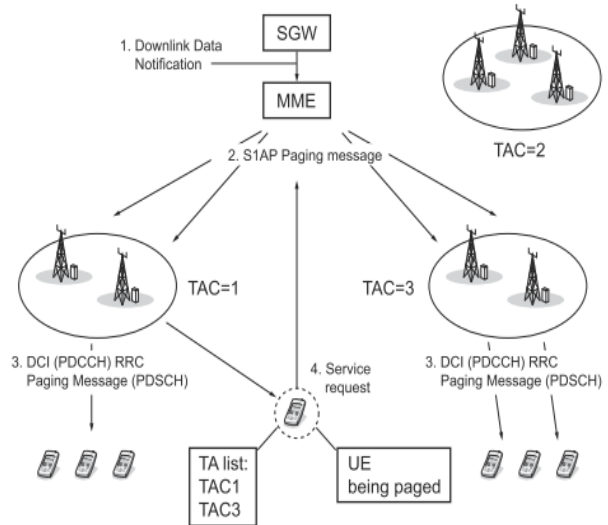 SGW
1. Downlink Data
Notification
MME
TAC=2
2. S1AP Paging message
TAC=1
TAC=3
3. DCI (PDCCH) RRC
Paging Message (PDSCH)
4. Service
request
3. DCI (PDCCH) RRC
Paging Message (PDSCH)
TA list:
TAC1
TAC3
UE
being paged